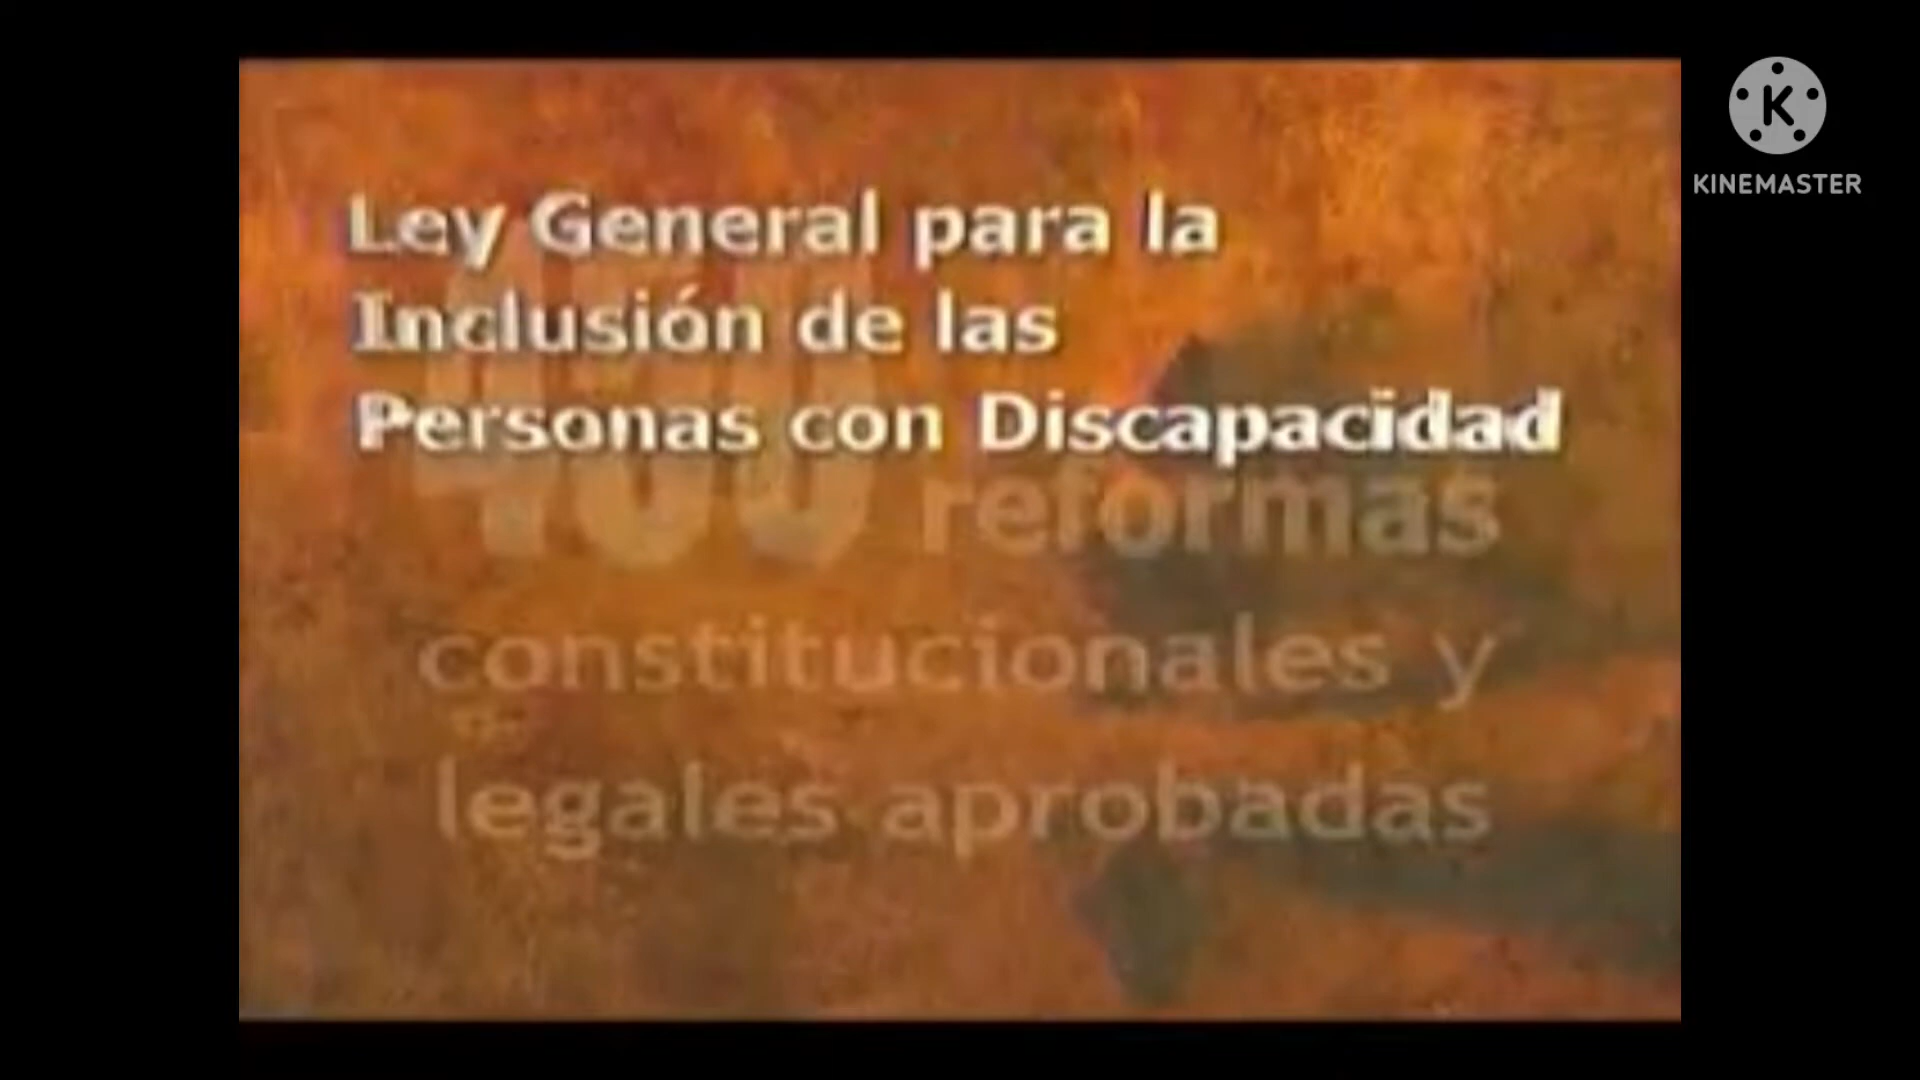 Ley General para la
Inclusión de las
Personas con Discapacidad
reformas
constitucionales y
legales aprobadas
K
KINEMASTER